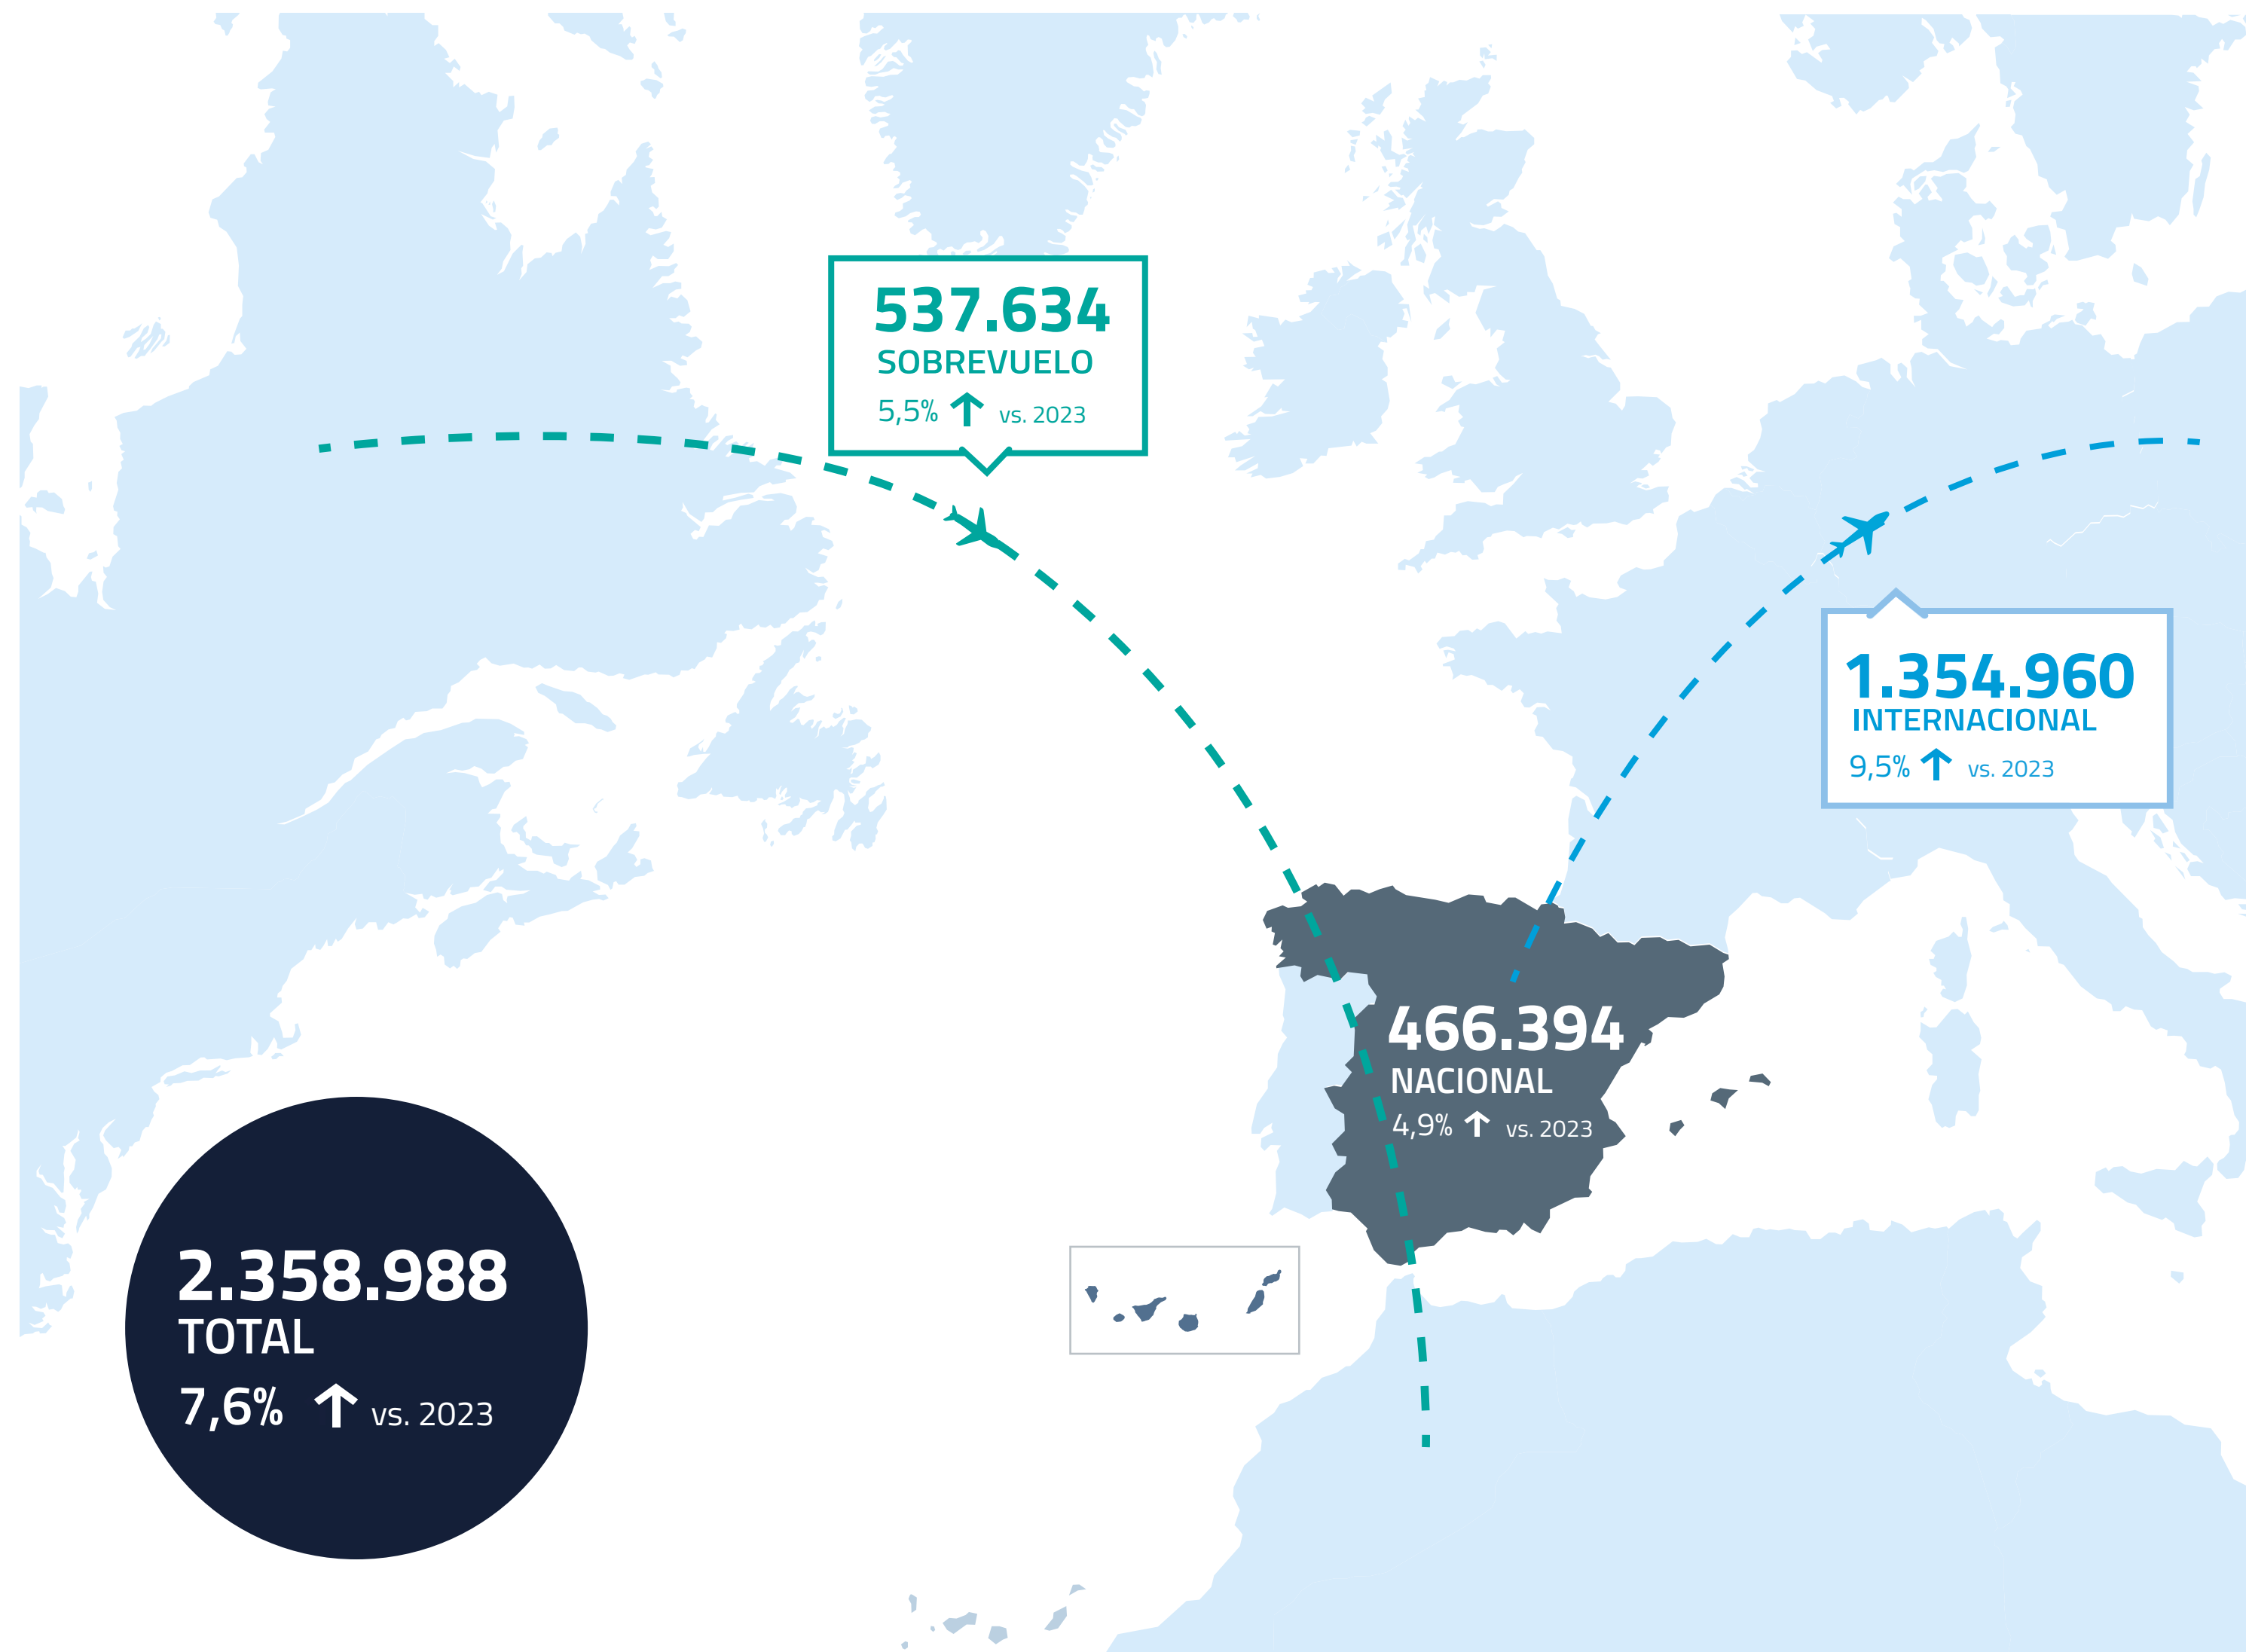 537.634
SOBREVUELO
5,5% ↑ vs. 2023
1.354.960
INTERNACIONAL
9,5% ↑ vs. 2023
466.394
NACIONAL
4,9% ↑ vs. 2023
2.358.988
TOTAL
7,6% ↑ vs. 2023